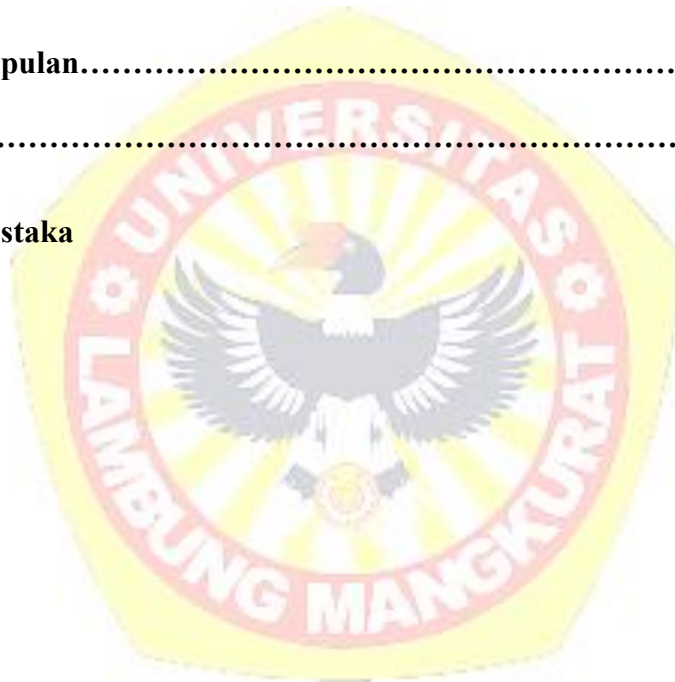 pulan…………………………………………………
…………………………………………………………
staka
UNIVERSITAS
LAMBUNG MANGKURAT